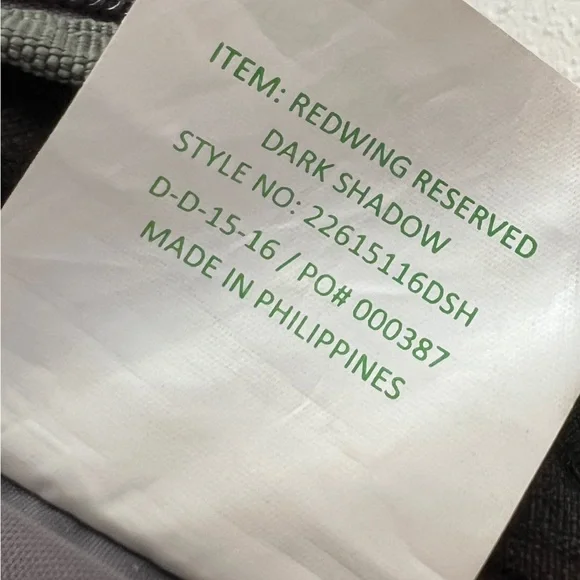 ITEM: REDWING RESERVED
DARK SHADOW
STYLE NO: 22615116DSH
D-D-15-16 / PO# 000387
MADE IN PHILIPPINES